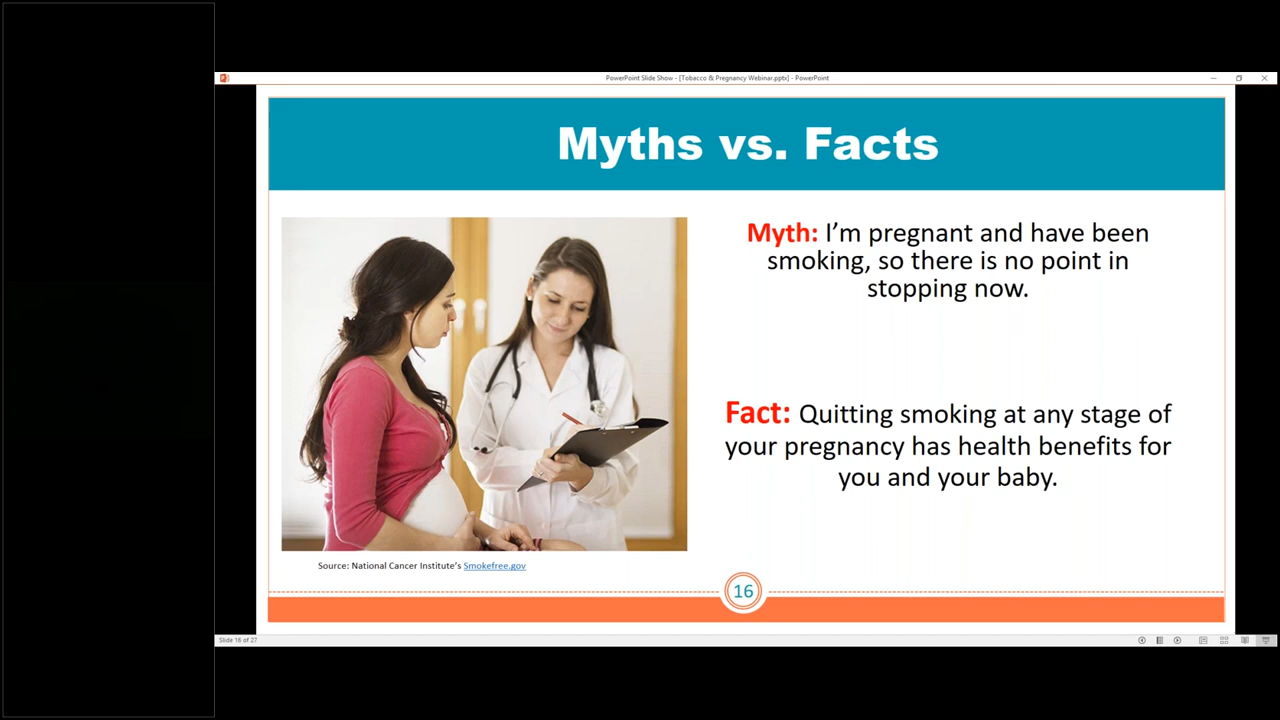 PowerPoint Slide Show - [Tobacco & Pregnancy Webinar.pptx] - PowerPoint
Myths vs. Facts
Myth: I’m pregnant and have been
smoking, so there is no point in
stopping now.
Fact: Quitting smoking at any stage of
your pregnancy has health benefits for
you and your baby.
Source: National Cancer Institute’s Smokefree.gov
16
Slide 16 of 27